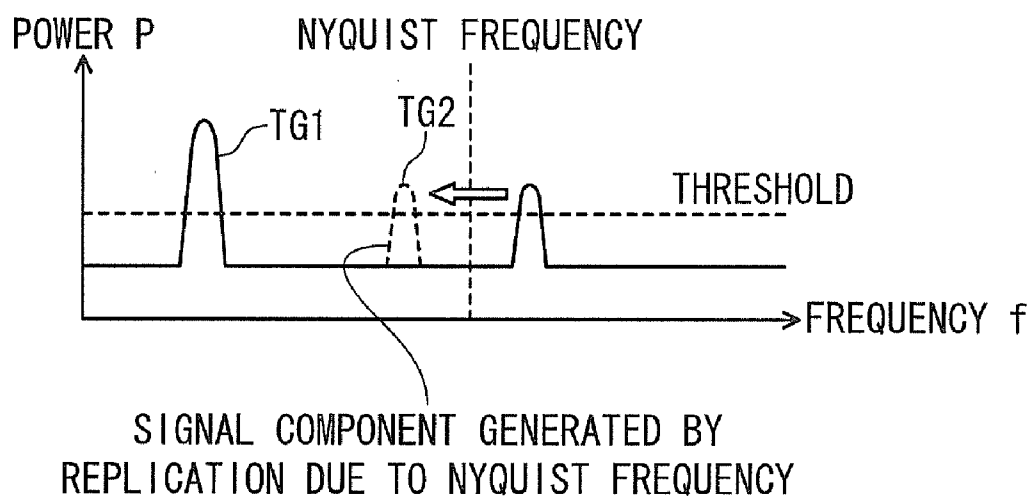 POWER P
NYQUIST FREQUENCY
TG1
TG2
THRESHOLD
FREQUENCY f
SIGNAL COMPONENT GENERATED BY
REPLICATION DUE TO NYQUIST FREQUENCY